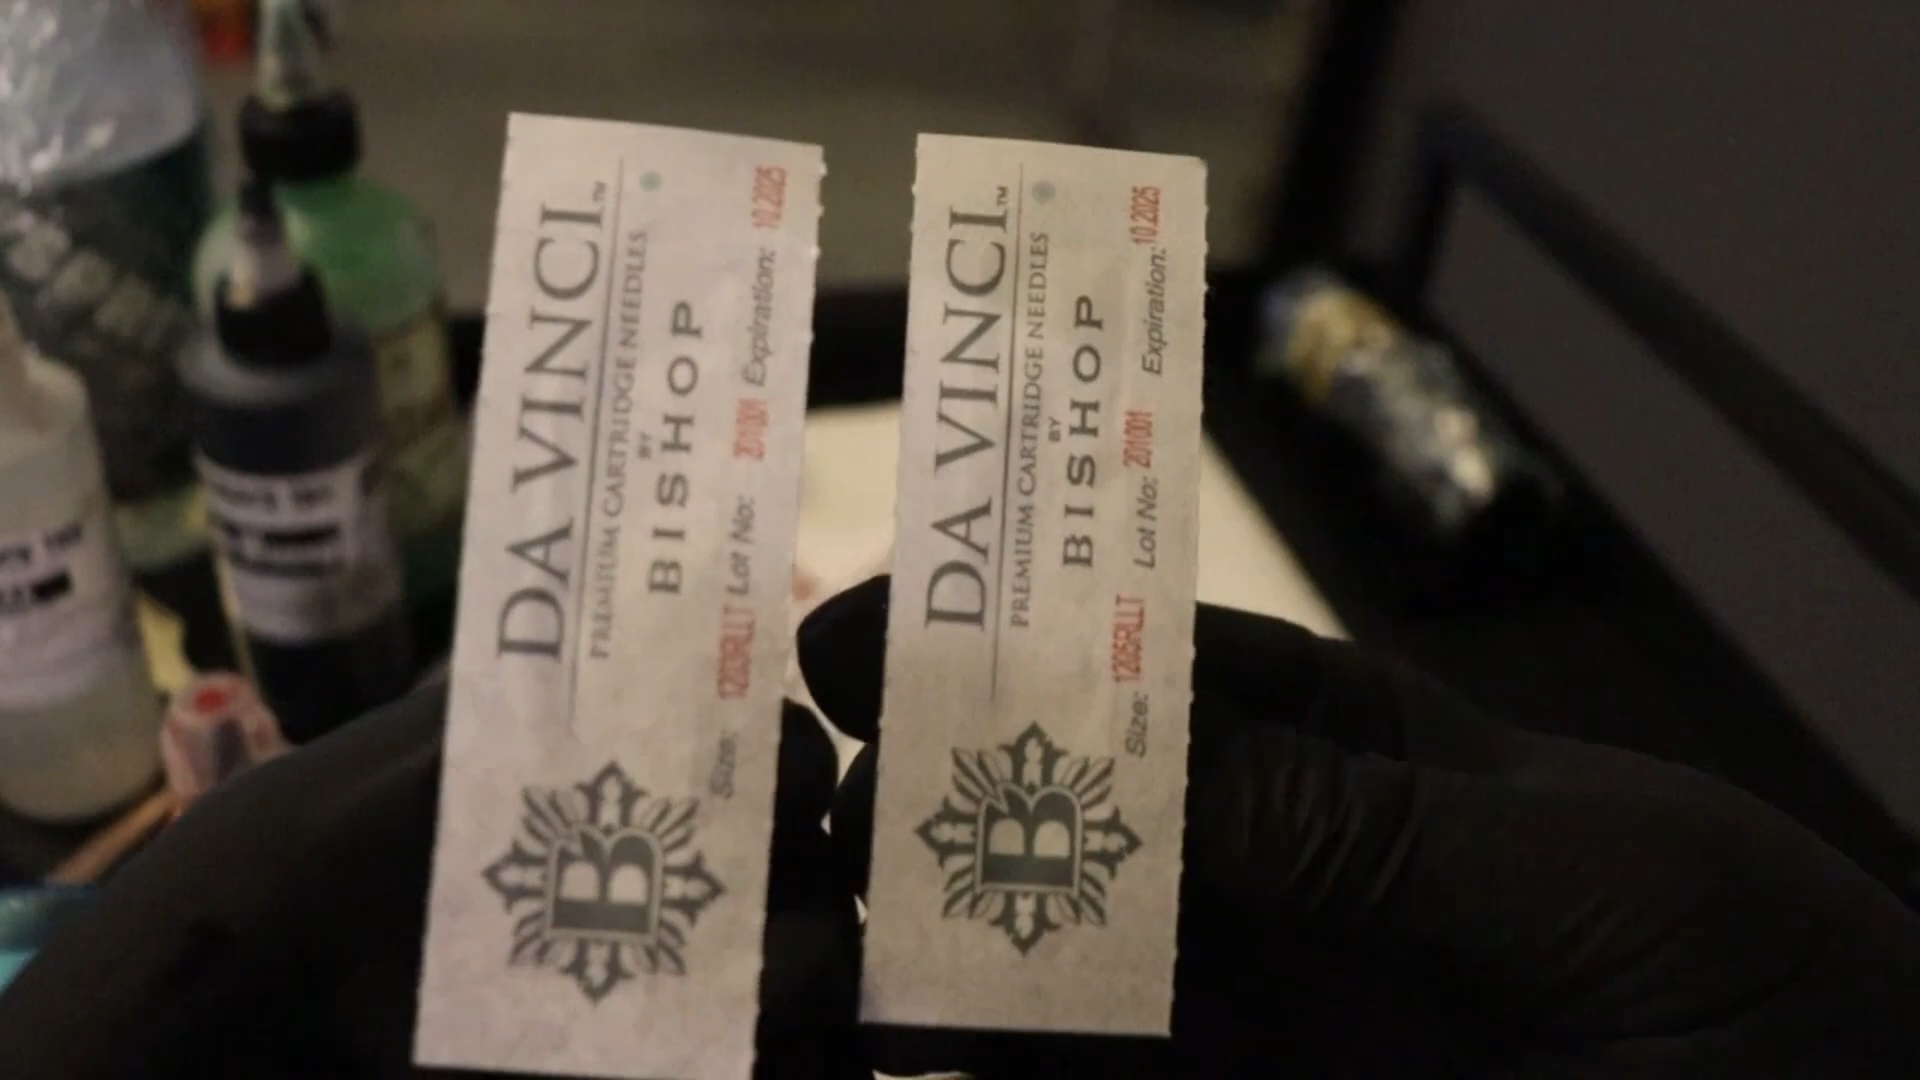 DA VINCI™
PREMIUM CARTRIDGE NEEDLES
BY
BISHOP
Size: 1203RLLT Lot No: 201001 Expiration: 10.2025
B
DA VINCI™
PREMIUM CARTRIDGE NEEDLES
BY
BISHOP
Size: 1205RLLT Lot No: 201001 Expiration: 10.2025
B